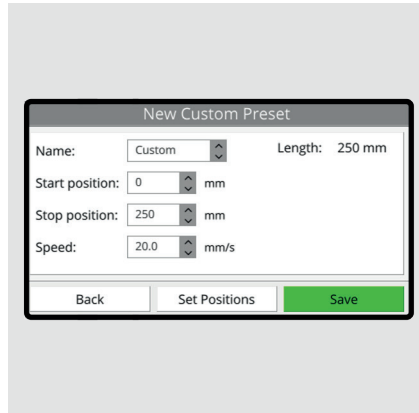 New Custom Preset
Name: Custom Length: 250 mm
Start position: 0 mm
Stop position: 250 mm
Speed: 20.0 mm/s
Back Set Positions Save